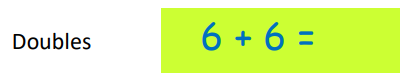 Doubles 6 + 6 =